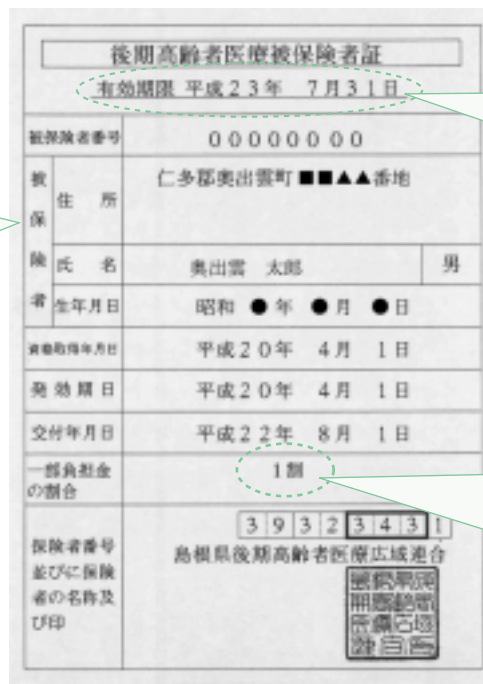 後期高齢者医療被保険者証
有効期限 平成23年 7月31日
被保険者番号 00000000
被保険者
住所 仁多郡奥出雲町■■▲▲番地
氏名 奥出雲 太郎 男
生年月日 昭和 ●年 ●月 ●日
資格取得年月日 平成20年 4月 1日
発効期日 平成20年 4月 1日
交付年月日 平成22年 8月 1日
一部負担金の割合 1割
保険者番号並びに保険者の名称及び印
39323431
島根県後期高齢者医療広域連合